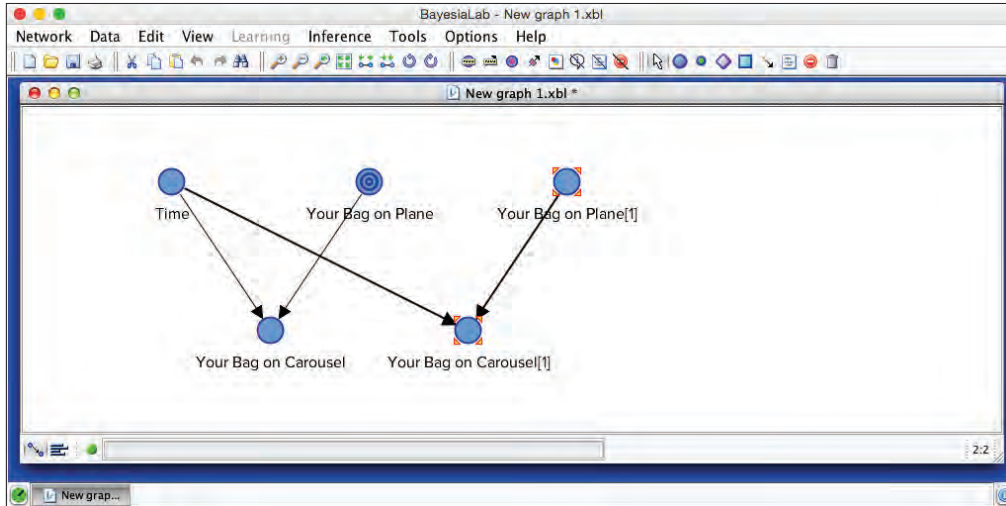 BayesiaLab - New graph 1.xbl
Network Data Edit View Learning Inference Tools Options Help
New graph 1.xbl *
Time Your Bag on Plane Your Bag on Plane[1]
Your Bag on Carousel Your Bag on Carousel[1]
2:2
New grap...